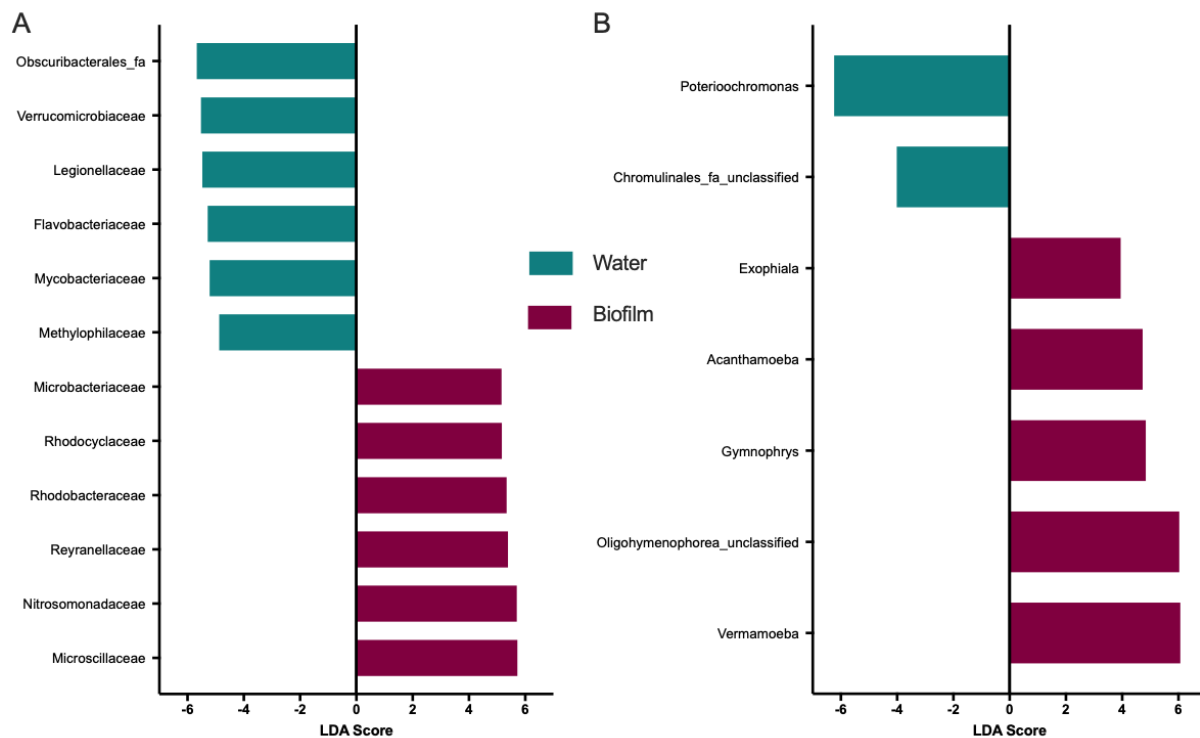 A
Obscuribacterales_fa
Verrucomicrobiaceae
Legionellaceae
Flavobacteriaceae
Mycobacteriaceae
Methylophilaceae
Microbacteriaceae
Rhodocyclaceae
Rhodobacteraceae
Reyranellaceae
Nitrosomonadaceae
Microscillaceae
-6 -4 -2 0 2 4 6
LDA Score
Water
Biofilm
B
Poterioochromonas
Chromulinales_fa_unclassified
Exophiala
Acanthamoeba
Gymnophrys
Oligohymenophorea_unclassified
Vermamoeba
-6 -4 -2 0 2 4 6
LDA Score